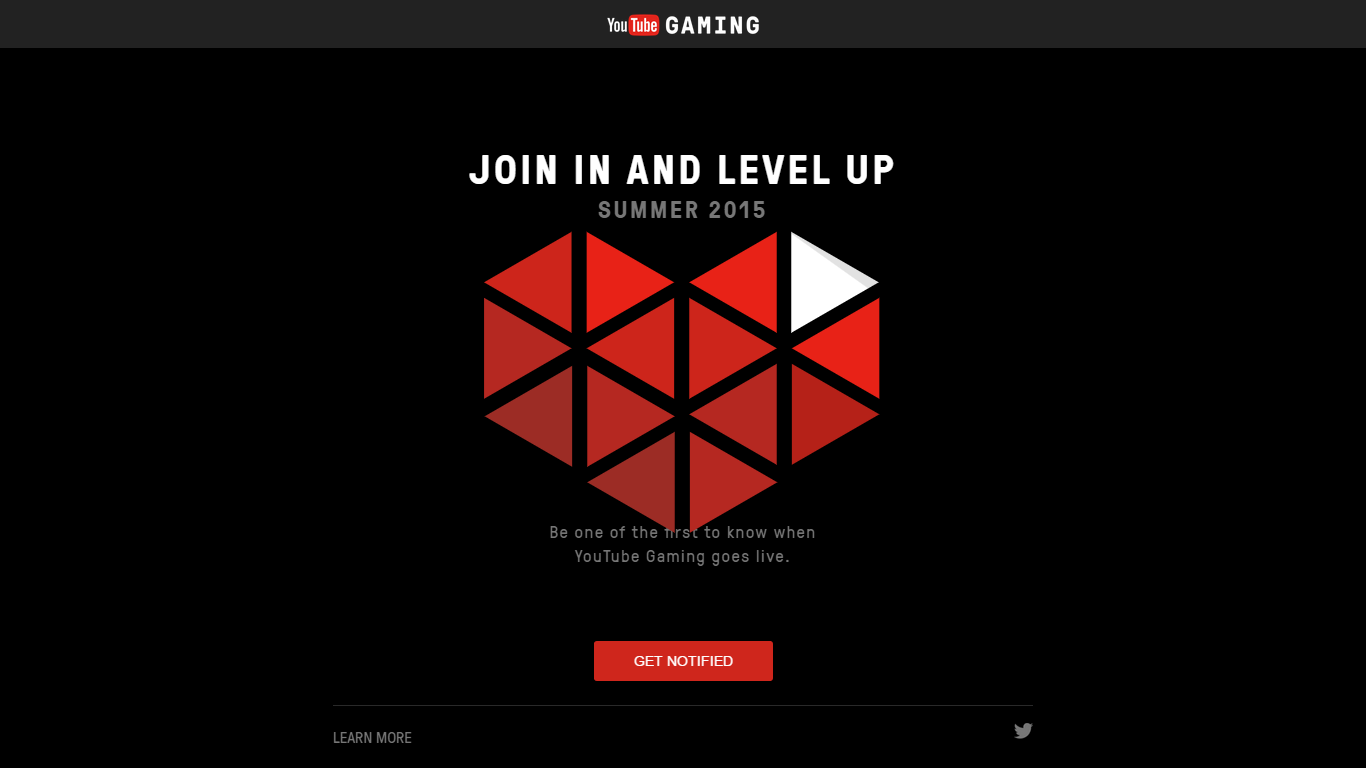 YouTube GAMING
JOIN IN AND LEVEL UP
SUMMER 2015
Be one of the first to know when
YouTube Gaming goes live.
GET NOTIFIED
LEARN MORE